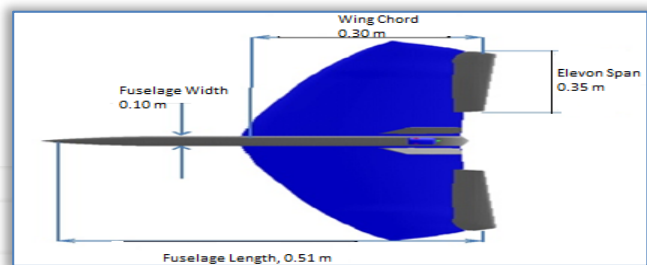 Wing Chord
0.30 m
Fuselage Width
0.10 m
Elevon Span
0.35 m
Fuselage Length, 0.51 m